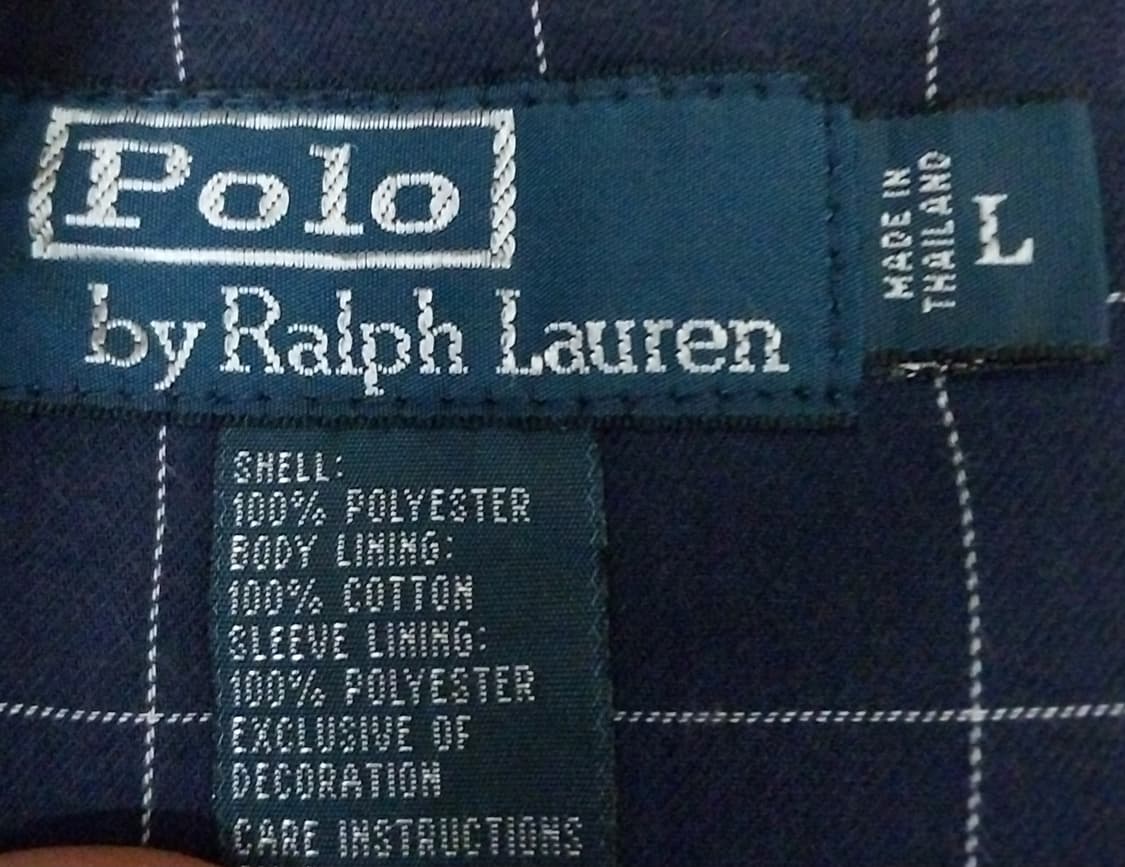 Polo
by Ralph Lauren
MADE IN
THAILAND
L
SHELL:
100% POLYESTER
BODY LINING:
100% COTTON
SLEEVE LINING:
100% POLYESTER
EXCLUSIVE OF
DECORATION
CARE INSTRUCTIONS